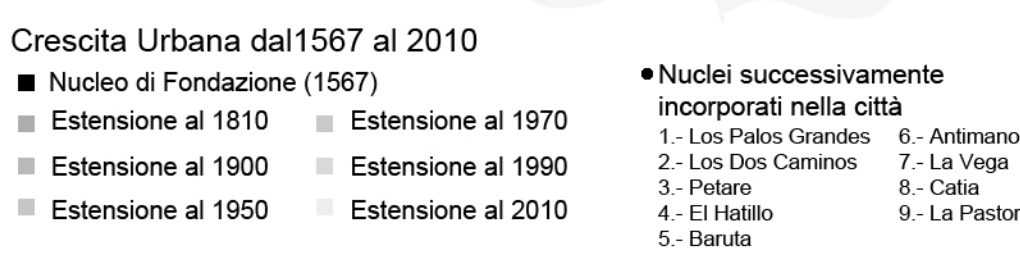 Crescita Urbana dal1567 al 2010
Nucleo di Fondazione (1567)
Estensione al 1810
Estensione al 1900
Estensione al 1950
Estensione al 1970
Estensione al 1990
Estensione al 2010
Nuclei successivamente
incorporati nella città
1.- Los Palos Grandes
2.- Los Dos Caminos
3.- Petare
4.- El Hatillo
5.- Baruta
6.- Antimano
7.- La Vega
8.- Catia
9.- La Pastor